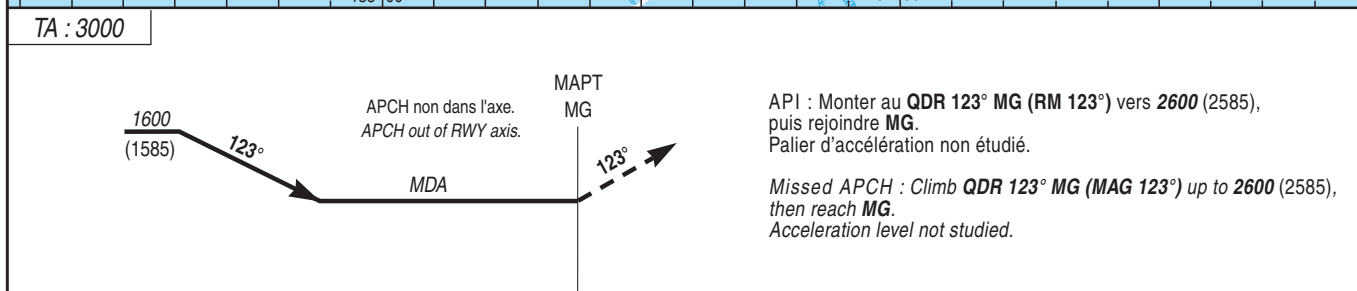 TA : 3000
MAPT
MG
APCH non dans l'axe.
APCH out of RWY axis.
1600
(1585)
123°
MDA
123°
API : Monter au QDR 123° MG (RM 123°) vers 2600 (2585),
puis rejoindre MG.
Palier d'accélération non étudié.
Missed APCH : Climb QDR 123° MG (MAG 123°) up to 2600 (2585),
then reach MG.
Acceleration level not studied.